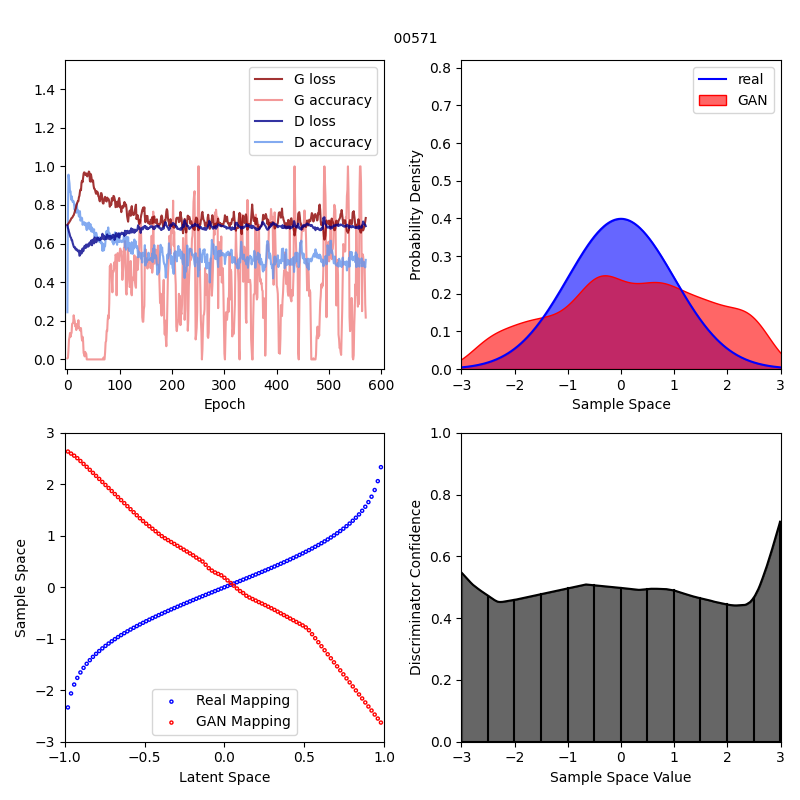 00571
1.4
1.2
1.0
0.8
0.6
0.4
0.2
0.0
0 100 200 300 400 500 600
Epoch
G loss
G accuracy
D loss
D accuracy
Probability Density
0.8
0.7
0.6
0.5
0.4
0.3
0.2
0.1
0.0
−3 −2 −1 0 1 2 3
Sample Space
real
GAN
Sample Space
3
2
1
0
−1
−2
−3
−1.0 −0.5 0.0 0.5 1.0
Latent Space
Real Mapping
GAN Mapping
Discriminator Confidence
1.0
0.8
0.6
0.4
0.2
0.0
−3 −2 −1 0 1 2 3
Sample Space Value